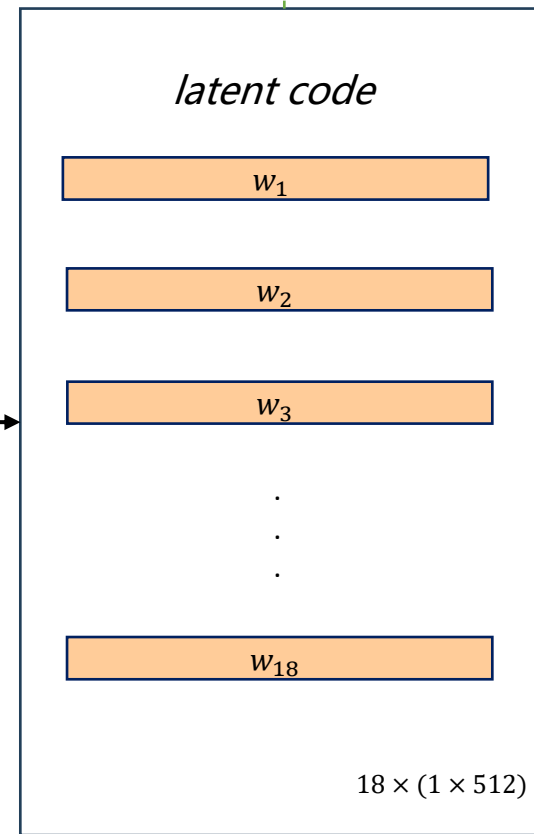 latent code
w₁
w₂
w₃
.
.
.
w₁₈
18 × (1 × 512)